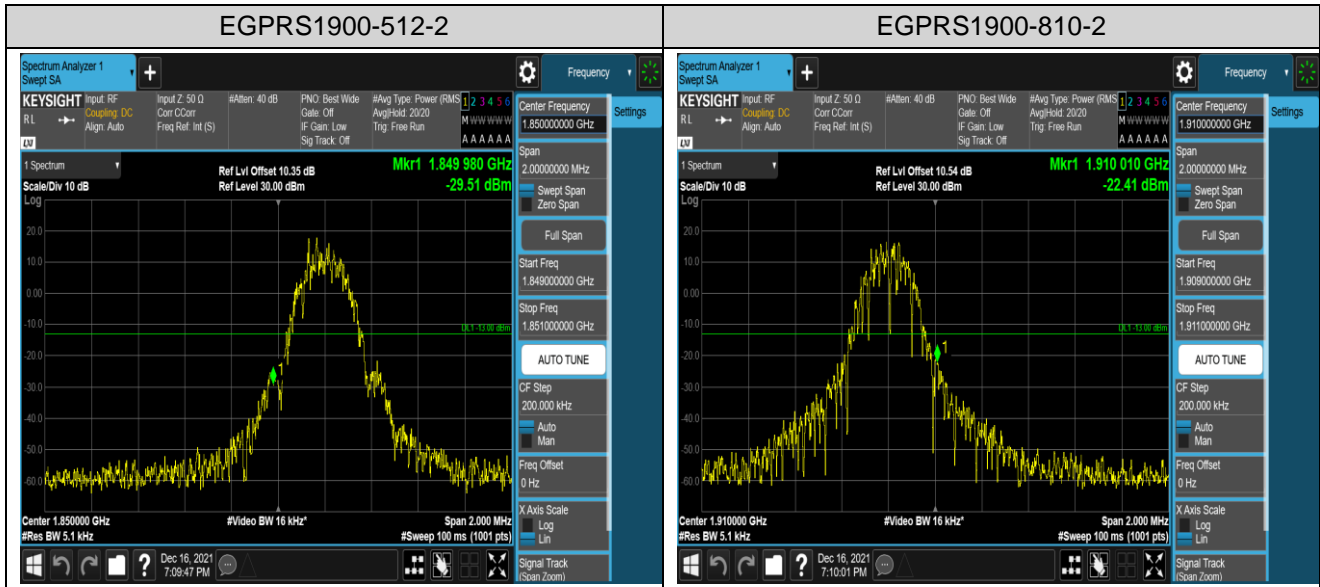 EGPRS1900-512-2
EGPRS1900-810-2
Spectrum Analyzer 1
Swept SA
Frequency
KEYSIGHT
Input: RF
Coupling: DC
Align: Auto
Input Z: 50 Ω
Corr CCorr
Freq Ref: Int (S)
#Atten: 40 dB
PNO: Best Wide
Gate: Off
IF Gain: Low
Sig Track: Off
#Avg Type: Power (RMS
Avg|Hold: 20/20
Trig: Free Run
1 2 3 4 5 6
M W W W W W
A A A A A A
R L
LXI
1 Spectrum
Scale/Div 10 dB
Log
Ref Lvl Offset 10.35 dB
Ref Level 30.00 dBm
Mkr1 1.849 980 GHz
-29.51 dBm
20.0
10.0
0.00
-10.0
-20.0
-30.0
-40.0
-50.0
-60.0
DL1 -13.00 dBm
1
Center 1.850000 GHz
#Res BW 5.1 kHz
#Video BW 16 kHz*
Span 2.000 MHz
#Sweep 100 ms (1001 pts)
Center Frequency
1.850000000 GHz
Settings
Span
2.00000000 MHz
Swept Span
Zero Span
Full Span
Start Freq
1.849000000 GHz
Stop Freq
1.851000000 GHz
AUTO TUNE
CF Step
200.000 kHz
Auto
Man
Freq Offset
0 Hz
X Axis Scale
Log
Lin
Signal Track
(Span Zoom)
?
Dec 16, 2021
7:09:47 PM
Spectrum Analyzer 1
Swept SA
Frequency
KEYSIGHT
Input: RF
Coupling: DC
Align: Auto
Input Z: 50 Ω
Corr CCorr
Freq Ref: Int (S)
#Atten: 40 dB
PNO: Best Wide
Gate: Off
IF Gain: Low
Sig Track: Off
#Avg Type: Power (RMS
Avg|Hold: 20/20
Trig: Free Run
1 2 3 4 5 6
M W W W W W
A A A A A A
R L
LXI
1 Spectrum
Scale/Div 10 dB
Log
Ref Lvl Offset 10.54 dB
Ref Level 30.00 dBm
Mkr1 1.910 010 GHz
-22.41 dBm
20.0
10.0
0.00
-10.0
-20.0
-30.0
-40.0
-50.0
-60.0
DL1 -13.00 dBm
1
Center 1.910000 GHz
#Res BW 5.1 kHz
#Video BW 16 kHz*
Span 2.000 MHz
#Sweep 100 ms (1001 pts)
Center Frequency
1.910000000 GHz
Settings
Span
2.00000000 MHz
Swept Span
Zero Span
Full Span
Start Freq
1.909000000 GHz
Stop Freq
1.911000000 GHz
AUTO TUNE
CF Step
200.000 kHz
Auto
Man
Freq Offset
0 Hz
X Axis Scale
Log
Lin
Signal Track
(Span Zoom)
?
Dec 16, 2021
7:10:01 PM